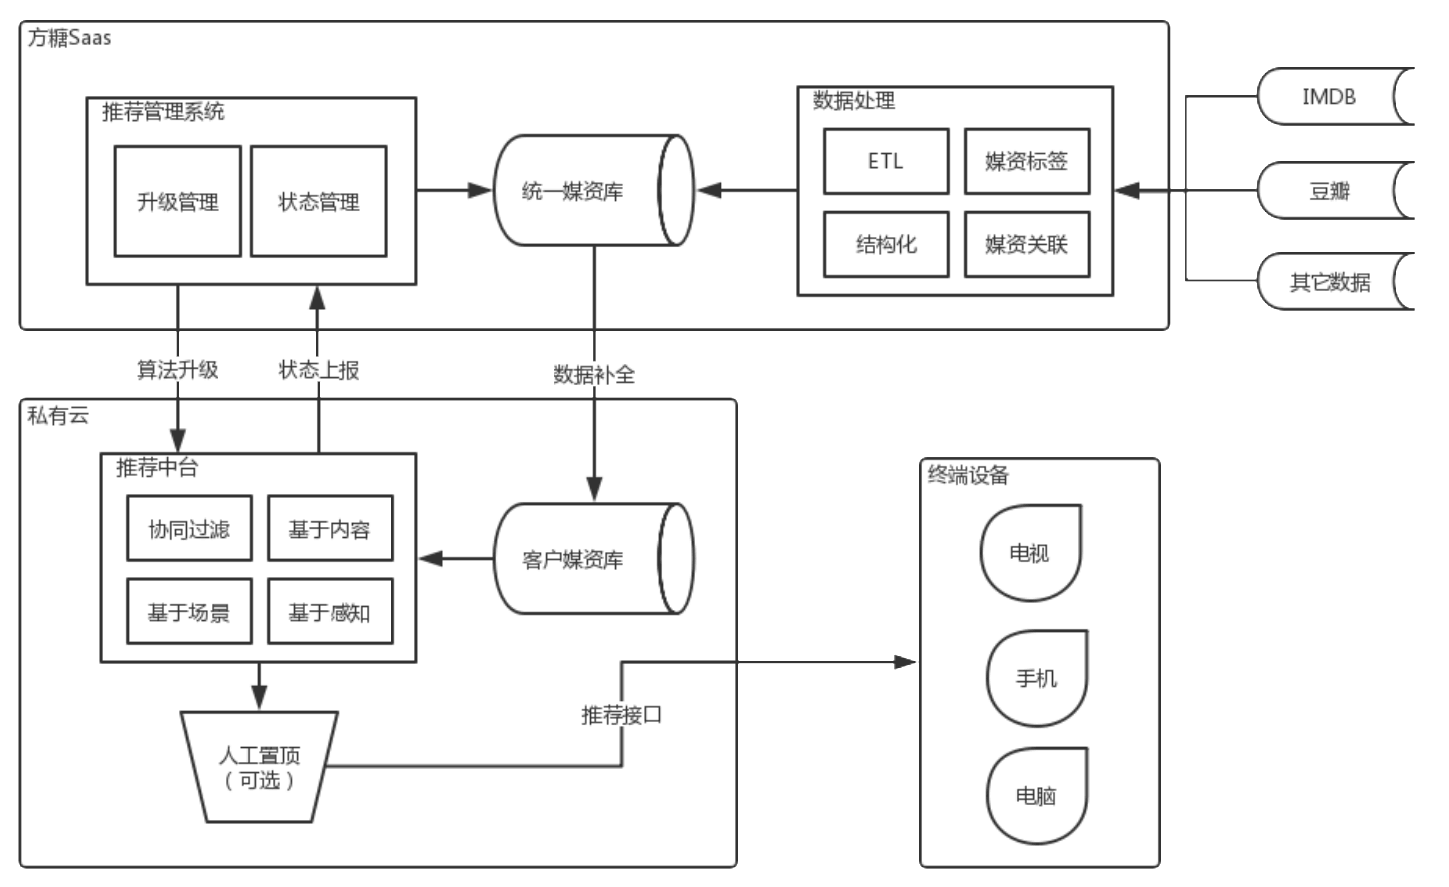 方糖Saas
推荐管理系统
升级管理
状态管理
统一媒资库
数据处理
ETL
媒资标签
结构化
媒资关联
IMDB
豆瓣
其它数据
算法升级
状态上报
数据补全
私有云
推荐中台
协同过滤
基于内容
基于场景
基于感知
客户媒资库
人工置顶
（可选）
推荐接口
终端设备
电视
手机
电脑